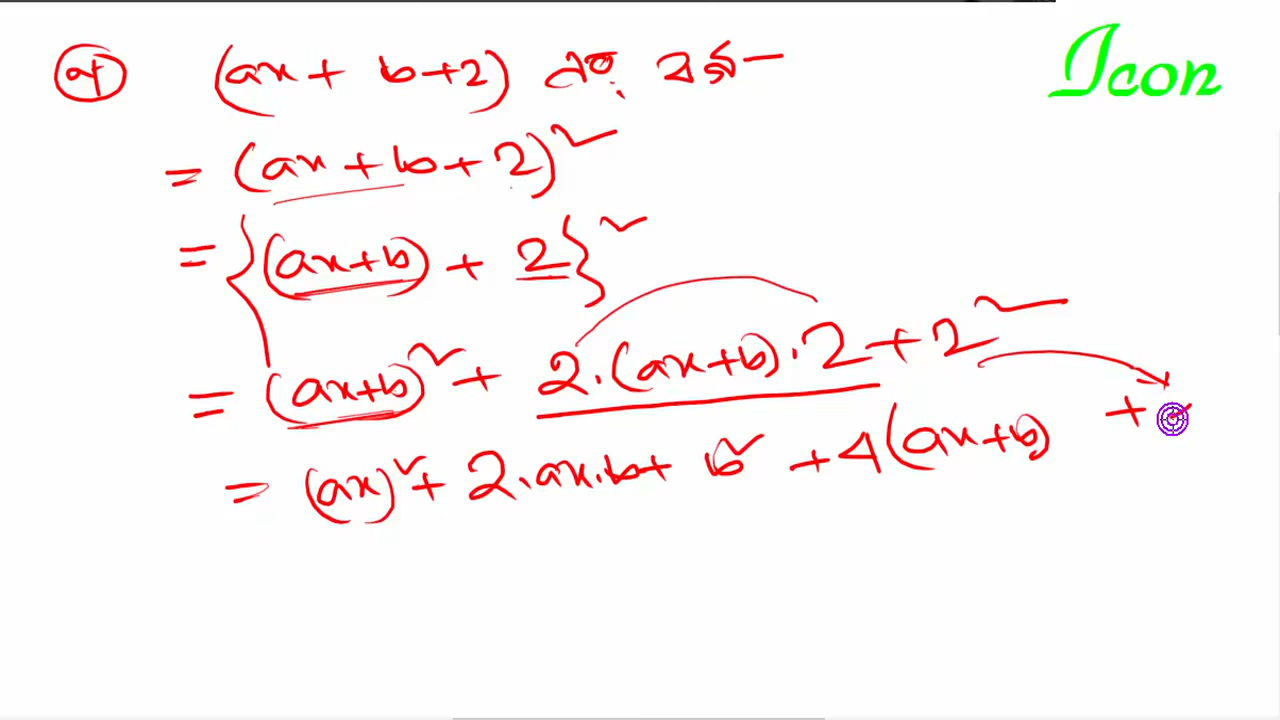 ⓐ (ax + b + 2) এর বর্গ Icon
= (ax + b + 2)²
= {(ax+b) + 2}²
= (ax+b)² + 2.(ax+b).2 + 2²
= (ax)² + 2.ax.b + b² + 4(ax+b) +